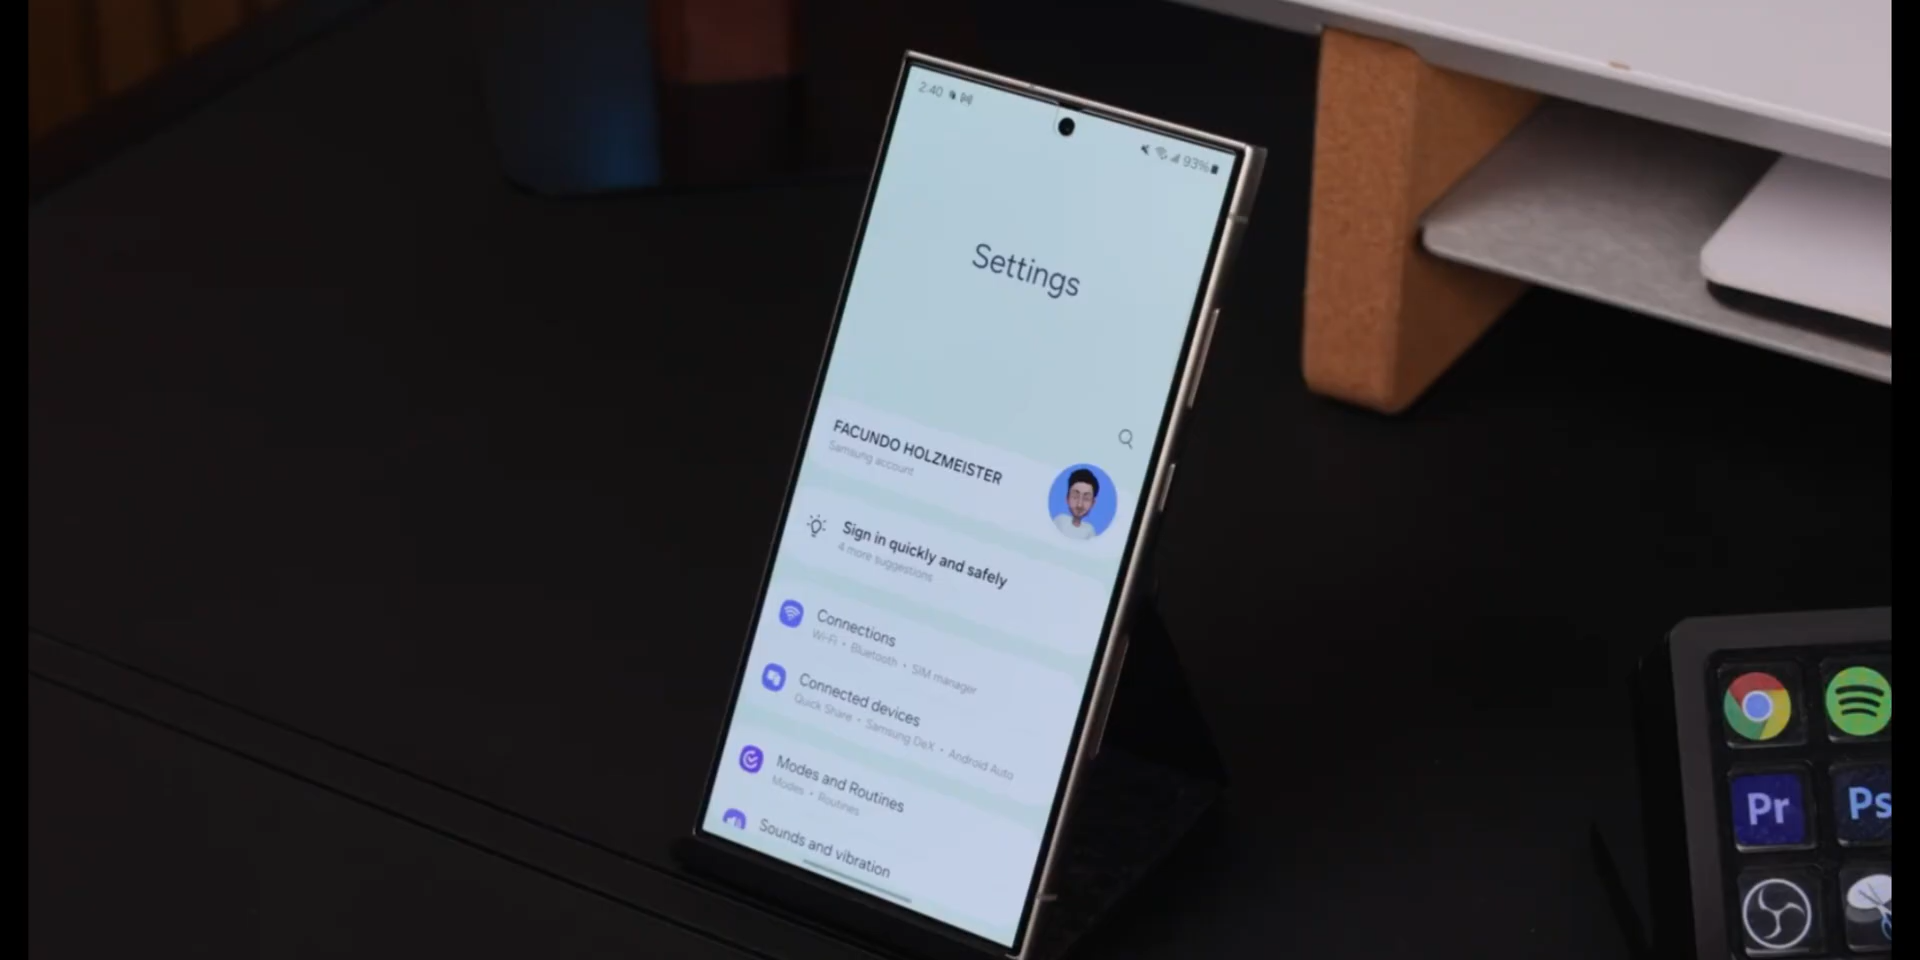 2:40
93%
Settings
FACUNDO HOLZMEISTER
Samsung account
Sign in quickly and safely
4 more suggestions
Connections
Wi-Fi • Bluetooth • SIM manager
Connected devices
Quick Share • Samsung DeX • Android Auto
Modes and Routines
Modes • Routines
Sounds and vibration
Pr
Ps